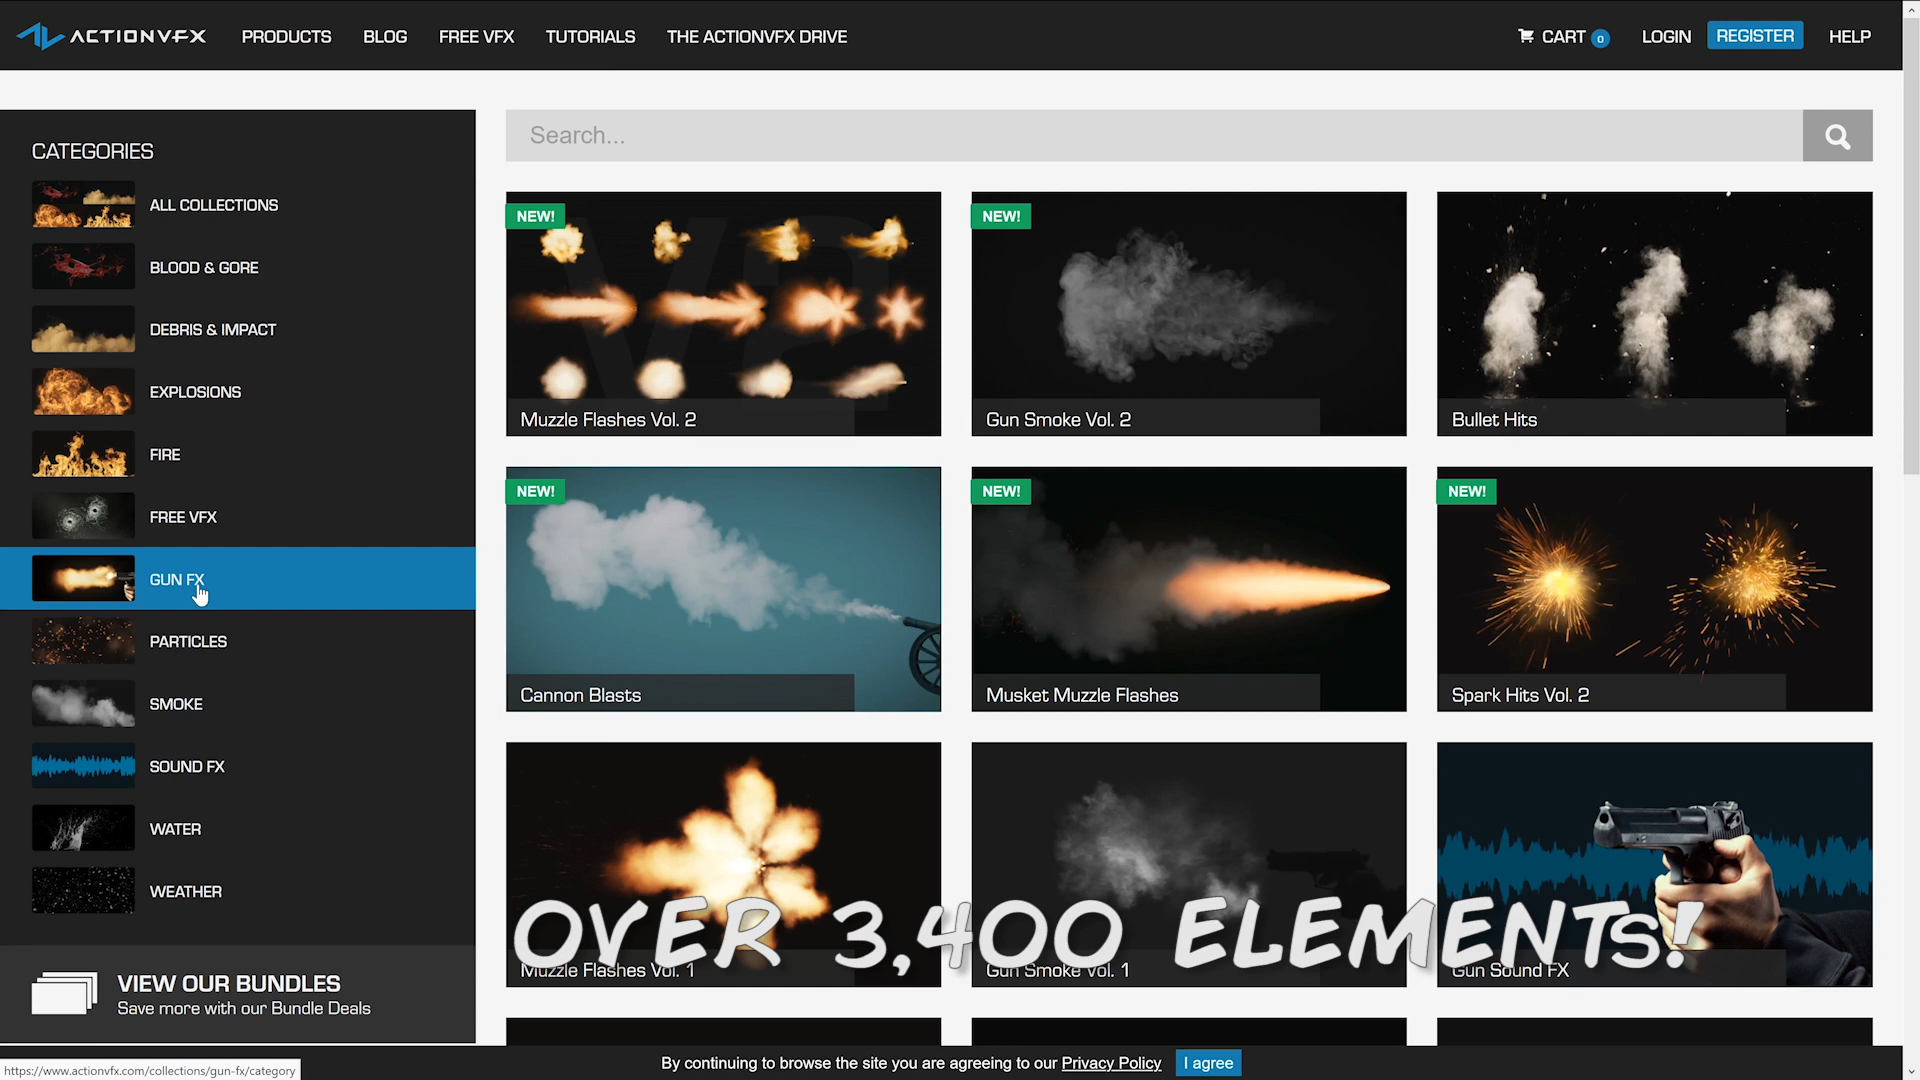 ACTIONVFX PRODUCTS BLOG FREE VFX TUTORIALS THE ACTIONVFX DRIVE CART 0 LOGIN REGISTER HELP
CATEGORIES
ALL COLLECTIONS
BLOOD & GORE
DEBRIS & IMPACT
EXPLOSIONS
FIRE
FREE VFX
GUN FX
PARTICLES
SMOKE
SOUND FX
WATER
WEATHER
VIEW OUR BUNDLES
Save more with our Bundle Deals
Search...
NEW!
V2
Muzzle Flashes Vol. 2
NEW!
Gun Smoke Vol. 2
Bullet Hits
NEW!
Cannon Blasts
NEW!
Musket Muzzle Flashes
NEW!
Spark Hits Vol. 2
OVER 3,400 ELEMENTS!
Muzzle Flashes Vol. 1
Gun Smoke Vol. 1
Gun Sound FX
By continuing to browse the site you are agreeing to our Privacy Policy I agree
https://www.actionvfx.com/collections/gun-fx/category